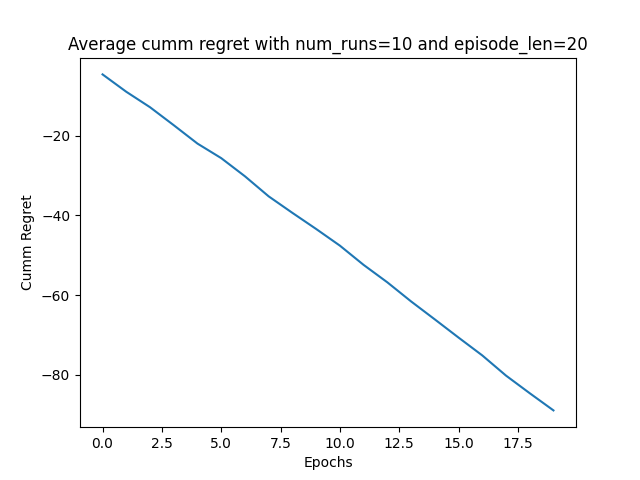 Average cumm regret with num_runs=10 and episode_len=20
−20
−40
−60
−80
Cumm Regret
0.0 2.5 5.0 7.5 10.0 12.5 15.0 17.5
Epochs